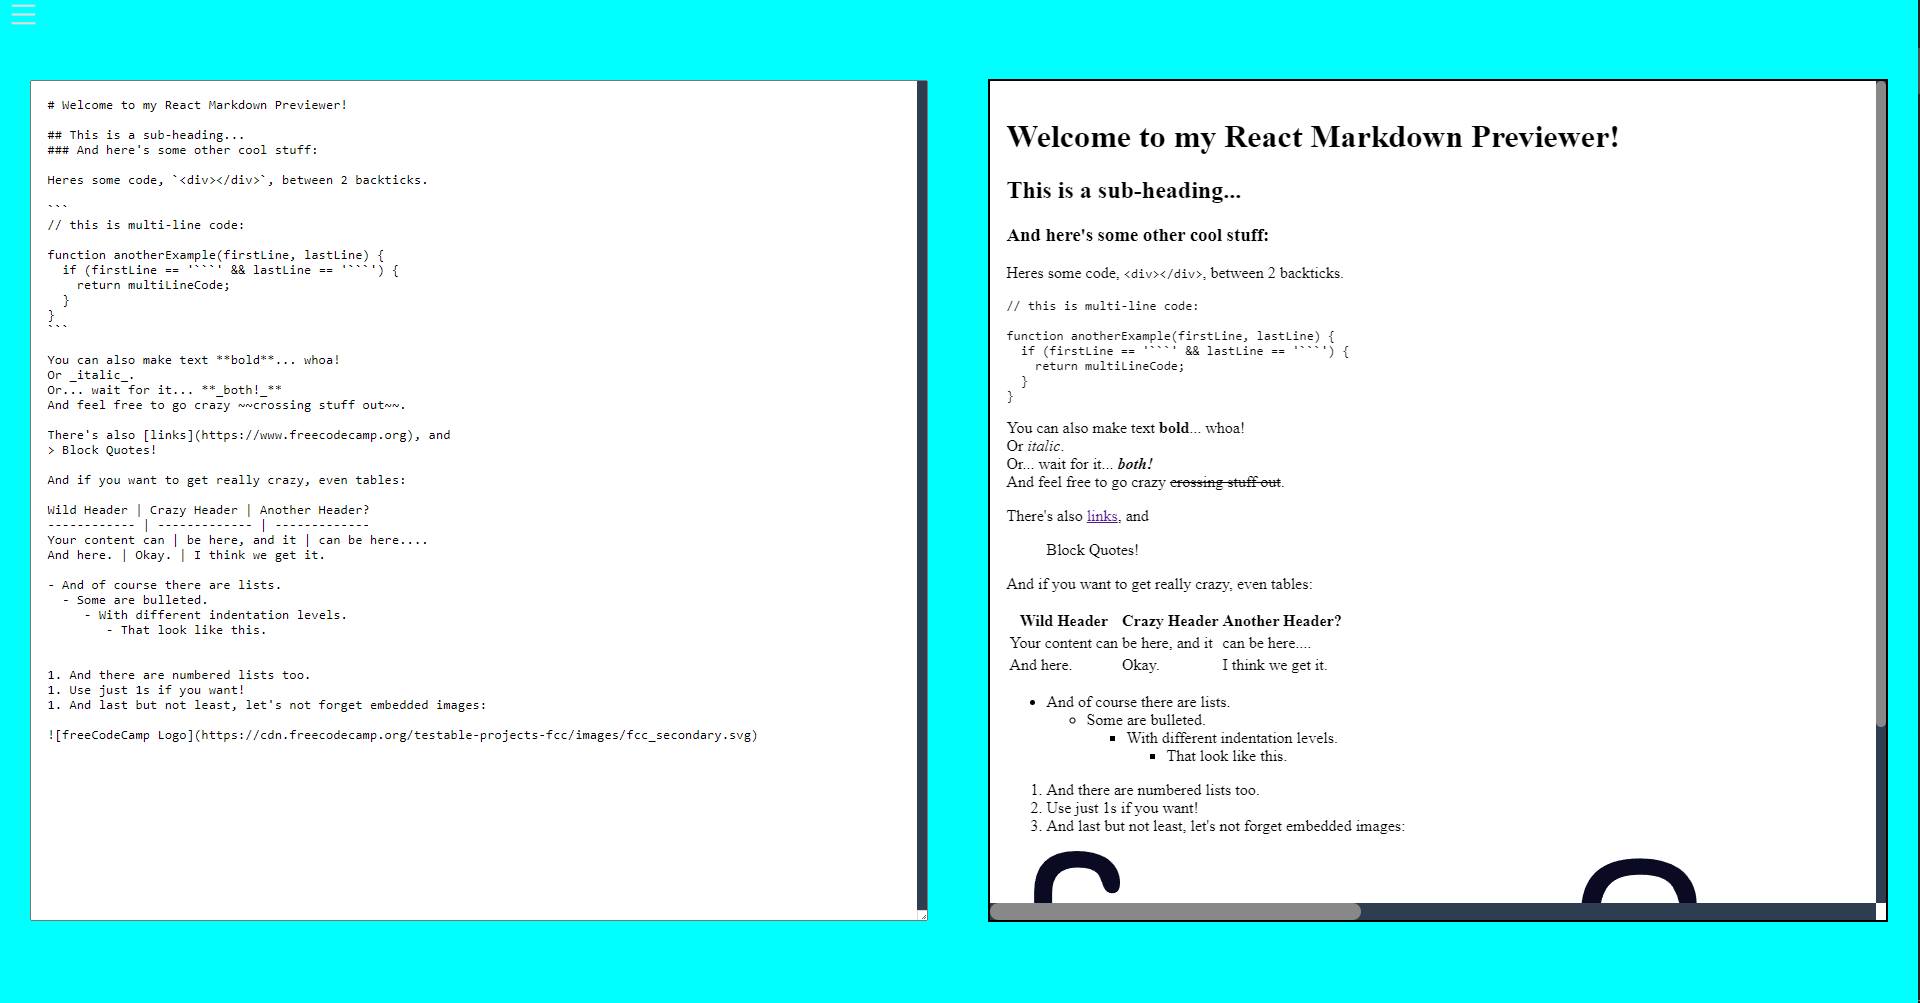 # Welcome to my React Markdown Previewer!
## This is a sub-heading...
### And here's some other cool stuff:
Heres some code, `<div></div>`, between 2 backticks.
```
// this is multi-line code:
function anotherExample(firstLine, lastLine) {
  if (firstLine == '```' && lastLine == '```') {
    return multiLineCode;
  }
}
```
You can also make text **bold**... whoa!
Or _italic_.
Or... wait for it... **_both!_**
And feel free to go crazy ~~crossing stuff out~~.
There's also [links](https://www.freecodecamp.org), and
> Block Quotes!
And if you want to get really crazy, even tables:
Wild Header | Crazy Header | Another Header?
------------ | ------------- | -------------
Your content can | be here, and it | can be here....
And here. | Okay. | I think we get it.
- And of course there are lists.
  - Some are bulleted.
     - With different indentation levels.
        - That look like this.
1. And there are numbered lists too.
1. Use just 1s if you want!
1. And last but not least, let's not forget embedded images:
![freeCodeCamp Logo](https://cdn.freecodecamp.org/testable-projects-fcc/images/fcc_secondary.svg)
Welcome to my React Markdown Previewer!
This is a sub-heading...
And here's some other cool stuff:
Heres some code, <div></div>, between 2 backticks.
// this is multi-line code:
function anotherExample(firstLine, lastLine) {
  if (firstLine == '```' && lastLine == '```') {
    return multiLineCode;
  }
}
You can also make text bold... whoa!
Or italic.
Or... wait for it... both!
And feel free to go crazy crossing stuff out.
There's also links, and
Block Quotes!
And if you want to get really crazy, even tables:
Wild Header Crazy Header Another Header?
Your content can be here, and it can be here....
And here. Okay. I think we get it.
• And of course there are lists.
◦ Some are bulleted.
▪ With different indentation levels.
▪ That look like this.
1. And there are numbered lists too.
2. Use just 1s if you want!
3. And last but not least, let's not forget embedded images: